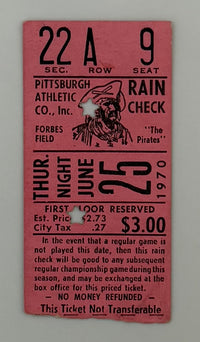 22 A 9
SEC. ROW SEAT
PITTSBURGH
ATHLETIC
CO., Inc.
FORBES
FIELD
RAIN
CHECK
"The
Pirates"
THUR.
NIGHT
JUNE
25
1970
FIRST FLOOR RESERVED
Est. Price $2.73
City Tax .27
$3.00
In the event that a regular game is
not played this date, then this rain
check will be good to any subsequent
regular championship game during this
season, and may be exchanged at the
box office for this priced ticket.
— NO MONEY REFUNDED —
This Ticket Not Transferable